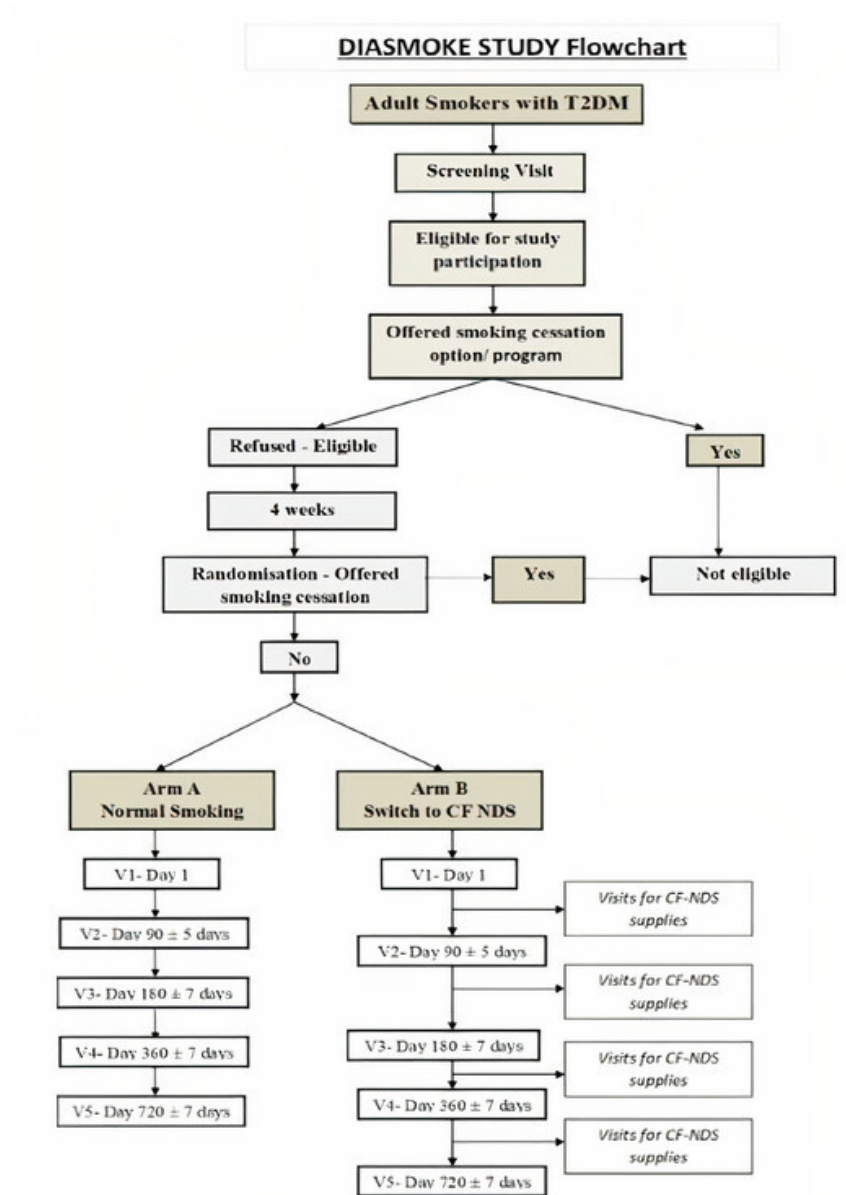 DIASMOKE STUDY Flowchart
Adult Smokers with T2DM
Screening Visit
Eligible for study
participation
Offered smoking cessation
option/ program
Refused - Eligible
Yes
4 weeks
Randomisation - Offered
smoking cessation
Yes
Not eligible
No
Arm A
Normal Smoking
V1- Day 1
V2- Day 90 ± 5 days
V3- Day 180 ± 7 days
V4- Day 360 ± 7 days
V5- Day 720 ± 7 days
Arm B
Switch to CF NDS
V1- Day 1
Visits for CF-NDS
supplies
V2- Day 90 ± 5 days
Visits for CF-NDS
supplies
V3- Day 180 ± 7 days
Visits for CF-NDS
supplies
V4- Day 360 ± 7 days
Visits for CF-NDS
supplies
V5- Day 720 ± 7 days